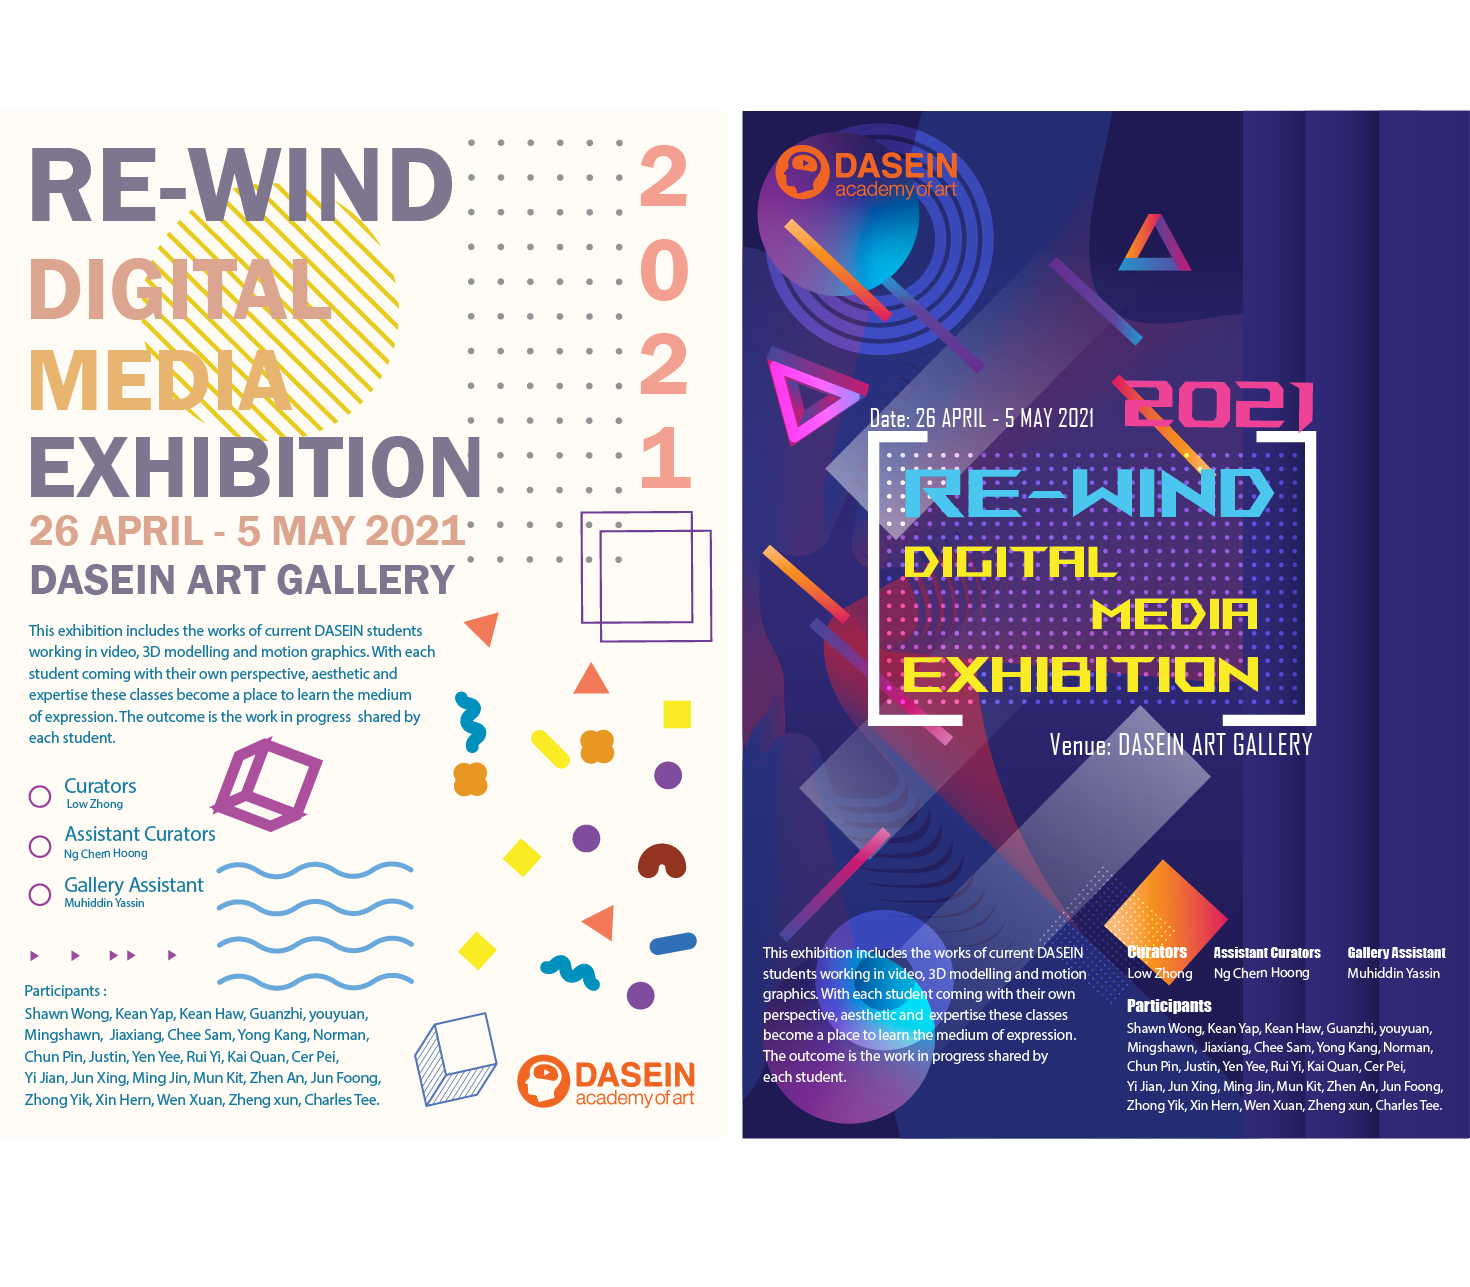 RE-WIND
DIGITAL
MEDIA
EXHIBITION
2
0
2
1
26 APRIL - 5 MAY 2021
DASEIN ART GALLERY
This exhibition includes the works of current DASEIN students
working in video, 3D modelling and motion graphics. With each
student coming with their own perspective, aesthetic and
expertise these classes become a place to learn the medium
of expression. The outcome is the work in progress shared by
each student.
Curators
Low Zhong
Assistant Curators
Ng Chern Hoong
Gallery Assistant
Muhiddin Yassin
Participants :
Shawn Wong, Kean Yap, Kean Haw, Guanzhi, youyuan,
Mingshawn, Jiaxiang, Chee Sam, Yong Kang, Norman,
Chun Pin, Justin, Yen Yee, Rui Yi, Kai Quan, Cer Pei,
Yi Jian, Jun Xing, Ming Jin, Mun Kit, Zhen An, Jun Foong,
Zhong Yik, Xin Hern, Wen Xuan, Zheng xun, Charles Tee.
DASEIN
academy of art
DASEIN
academy of art
Date: 26 APRIL - 5 MAY 2021
2021
RE-WIND
DIGITAL
MEDIA
EXHIBITION
Venue: DASEIN ART GALLERY
This exhibition includes the works of current DASEIN
students working in video, 3D modelling and motion
graphics. With each student coming with their own
perspective, aesthetic and expertise these classes
become a place to learn the medium of expression.
The outcome is the work in progress shared by
each student.
Curators
Low Zhong
Assistant Curators
Ng Chern Hoong
Gallery Assistant
Muhiddin Yassin
Participants
Shawn Wong, Kean Yap, Kean Haw, Guanzhi, youyuan,
Mingshawn, Jiaxiang, Chee Sam, Yong Kang, Norman,
Chun Pin, Justin, Yen Yee, Rui Yi, Kai Quan, Cer Pei,
Yi Jian, Jun Xing, Ming Jin, Mun Kit, Zhen An, Jun Foong,
Zhong Yik, Xin Hern, Wen Xuan, Zheng xun, Charles Tee.